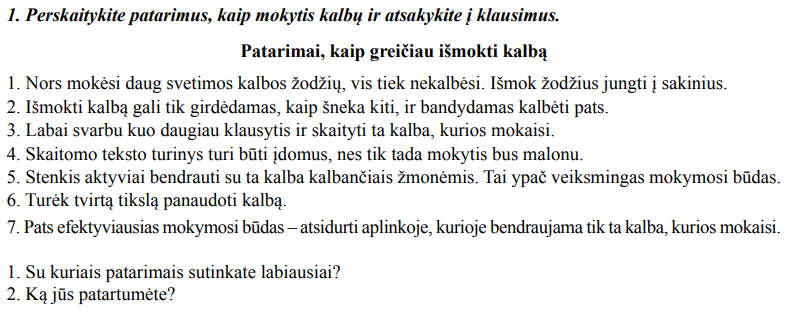 1. Perskaitykite patarimus, kaip mokytis kalbų ir atsakykite į klausimus.
Patarimai, kaip greičiau išmokti kalbą
1. Nors mokėsi daug svetimos kalbos žodžių, vis tiek nekalbėsi. Išmok žodžius jungti į sakinius.
2. Išmokti kalbą gali tik girdėdamas, kaip šneka kiti, ir bandydamas kalbėti pats.
3. Labai svarbu kuo daugiau klausytis ir skaityti ta kalba, kurios mokaisi.
4. Skaitomo teksto turinys turi būti įdomus, nes tik tada mokytis bus malonu.
5. Stenkis aktyviai bendrauti su ta kalba kalbančiais žmonėmis. Tai ypač veiksmingas mokymosi būdas.
6. Turėk tvirtą tikslą panaudoti kalbą.
7. Pats efektyviausias mokymosi būdas – atsidurti aplinkoje, kurioje bendraujama tik ta kalba, kurios mokaisi.
1. Su kuriais patarimais sutinkate labiausiai?
2. Ką jūs patartumėte?